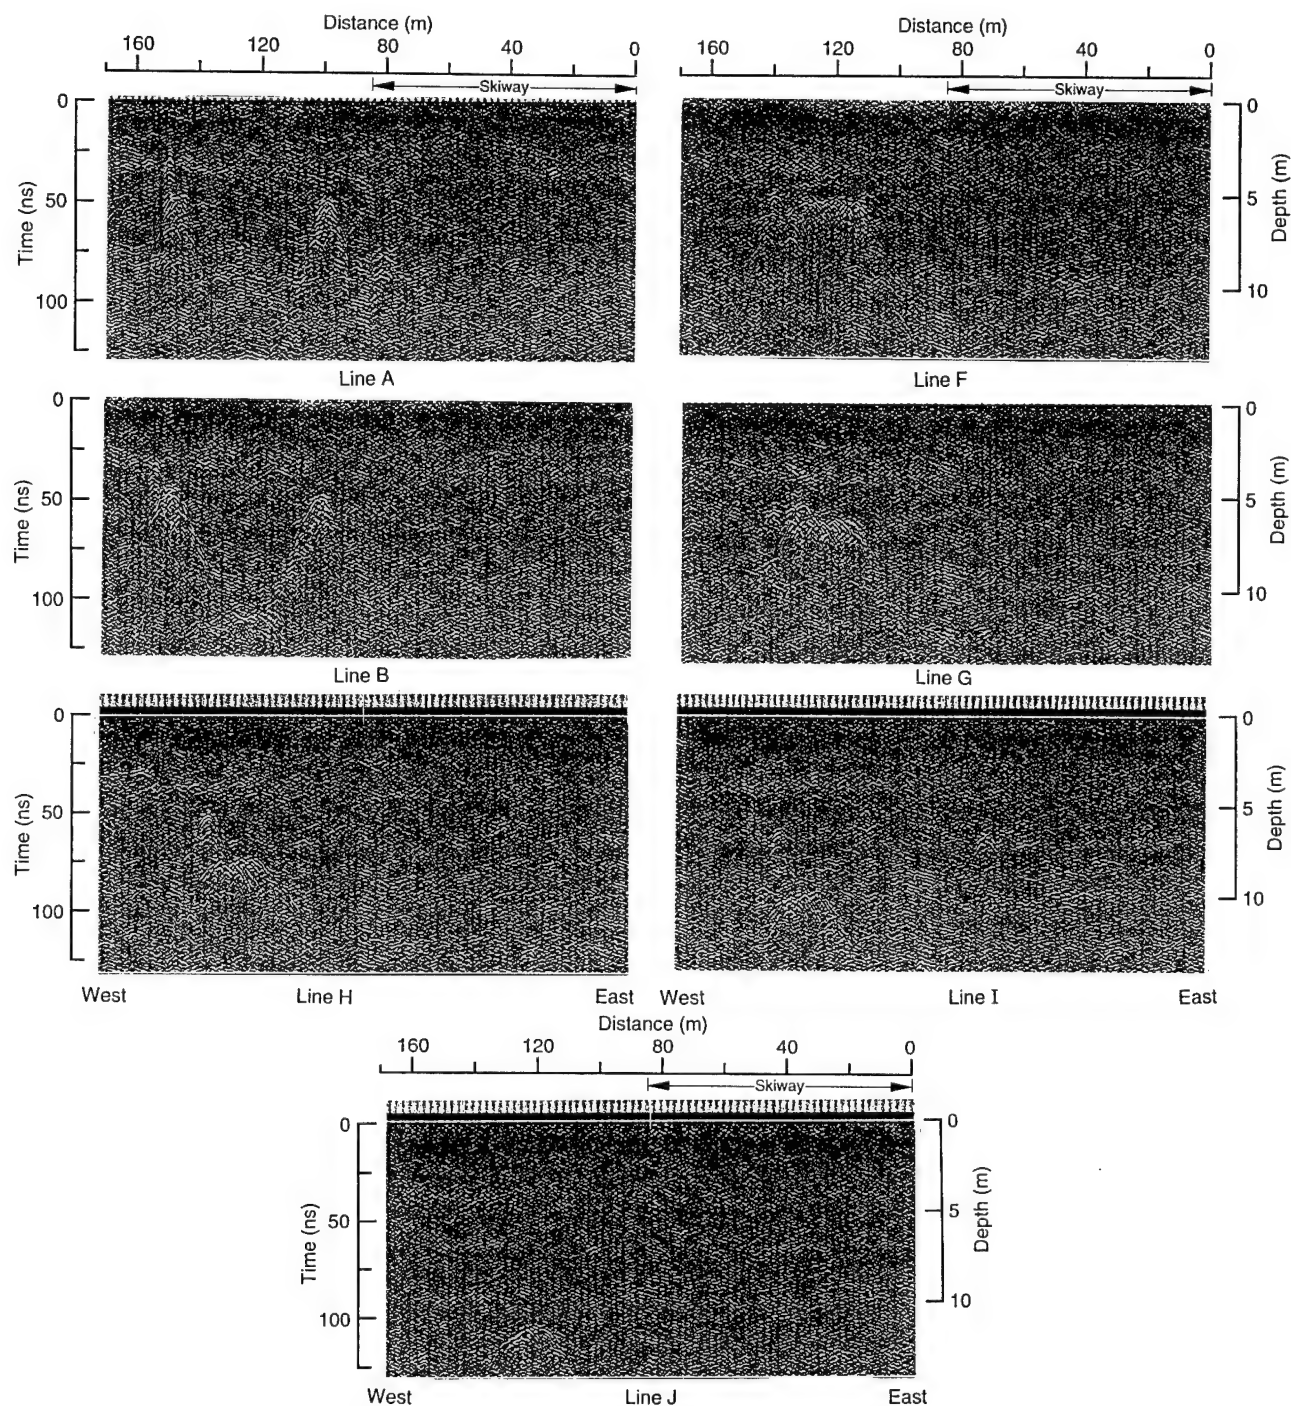 Distance (m)
160 120 80 40 0
Skiway
Distance (m)
160 120 80 40 0
Skiway
Time (ns)
0
50
100
0
5
10
Depth (m)
Line A
Line F
Time (ns)
0
50
100
0
5
10
Depth (m)
Line B
Line G
Time (ns)
0
50
100
0
5
10
Depth (m)
West Line H East
West Line I East
Distance (m)
160 120 80 40 0
Skiway
Time (ns)
0
50
100
0
5
10
Depth (m)
West Line J East